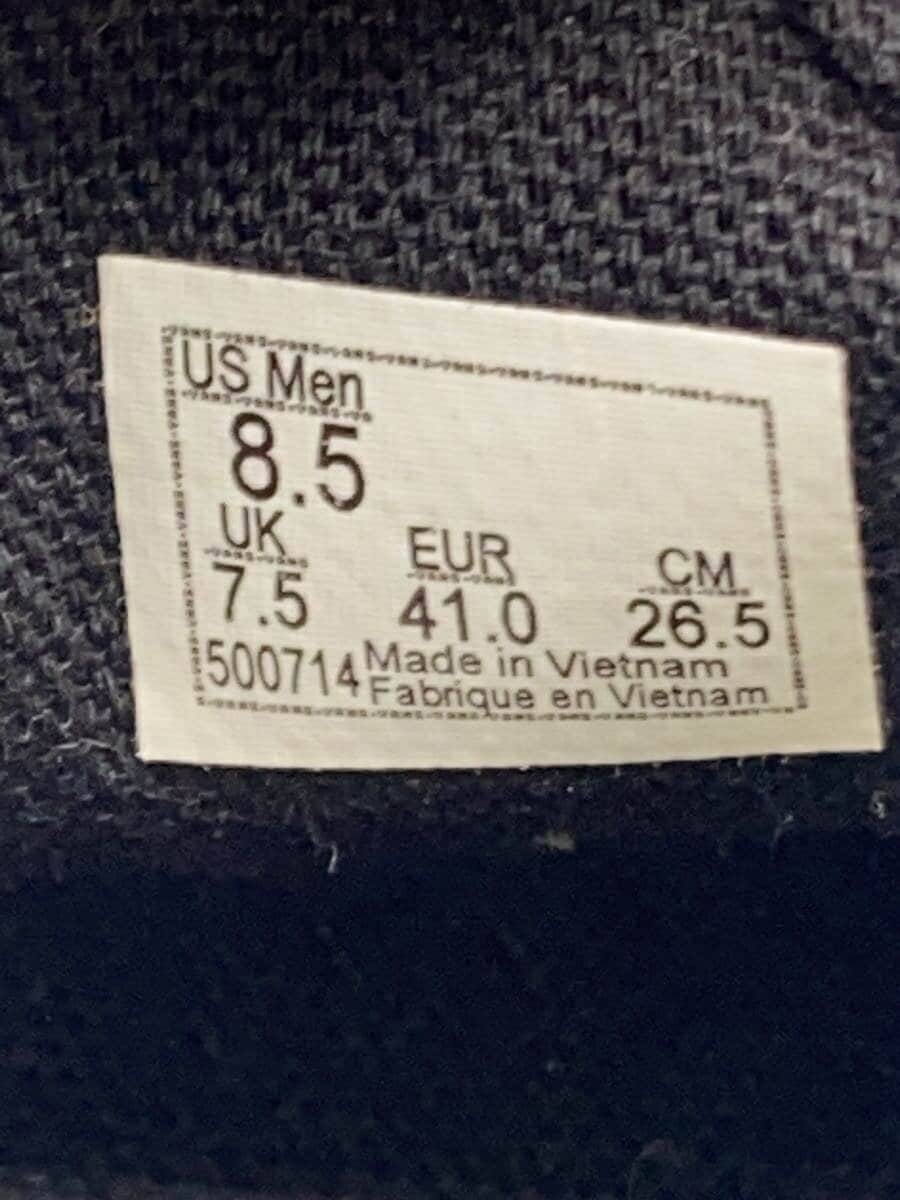 US Men
8.5
UK EUR CM
7.5 41.0 26.5
500714 Made in Vietnam
Fabrique en Vietnam